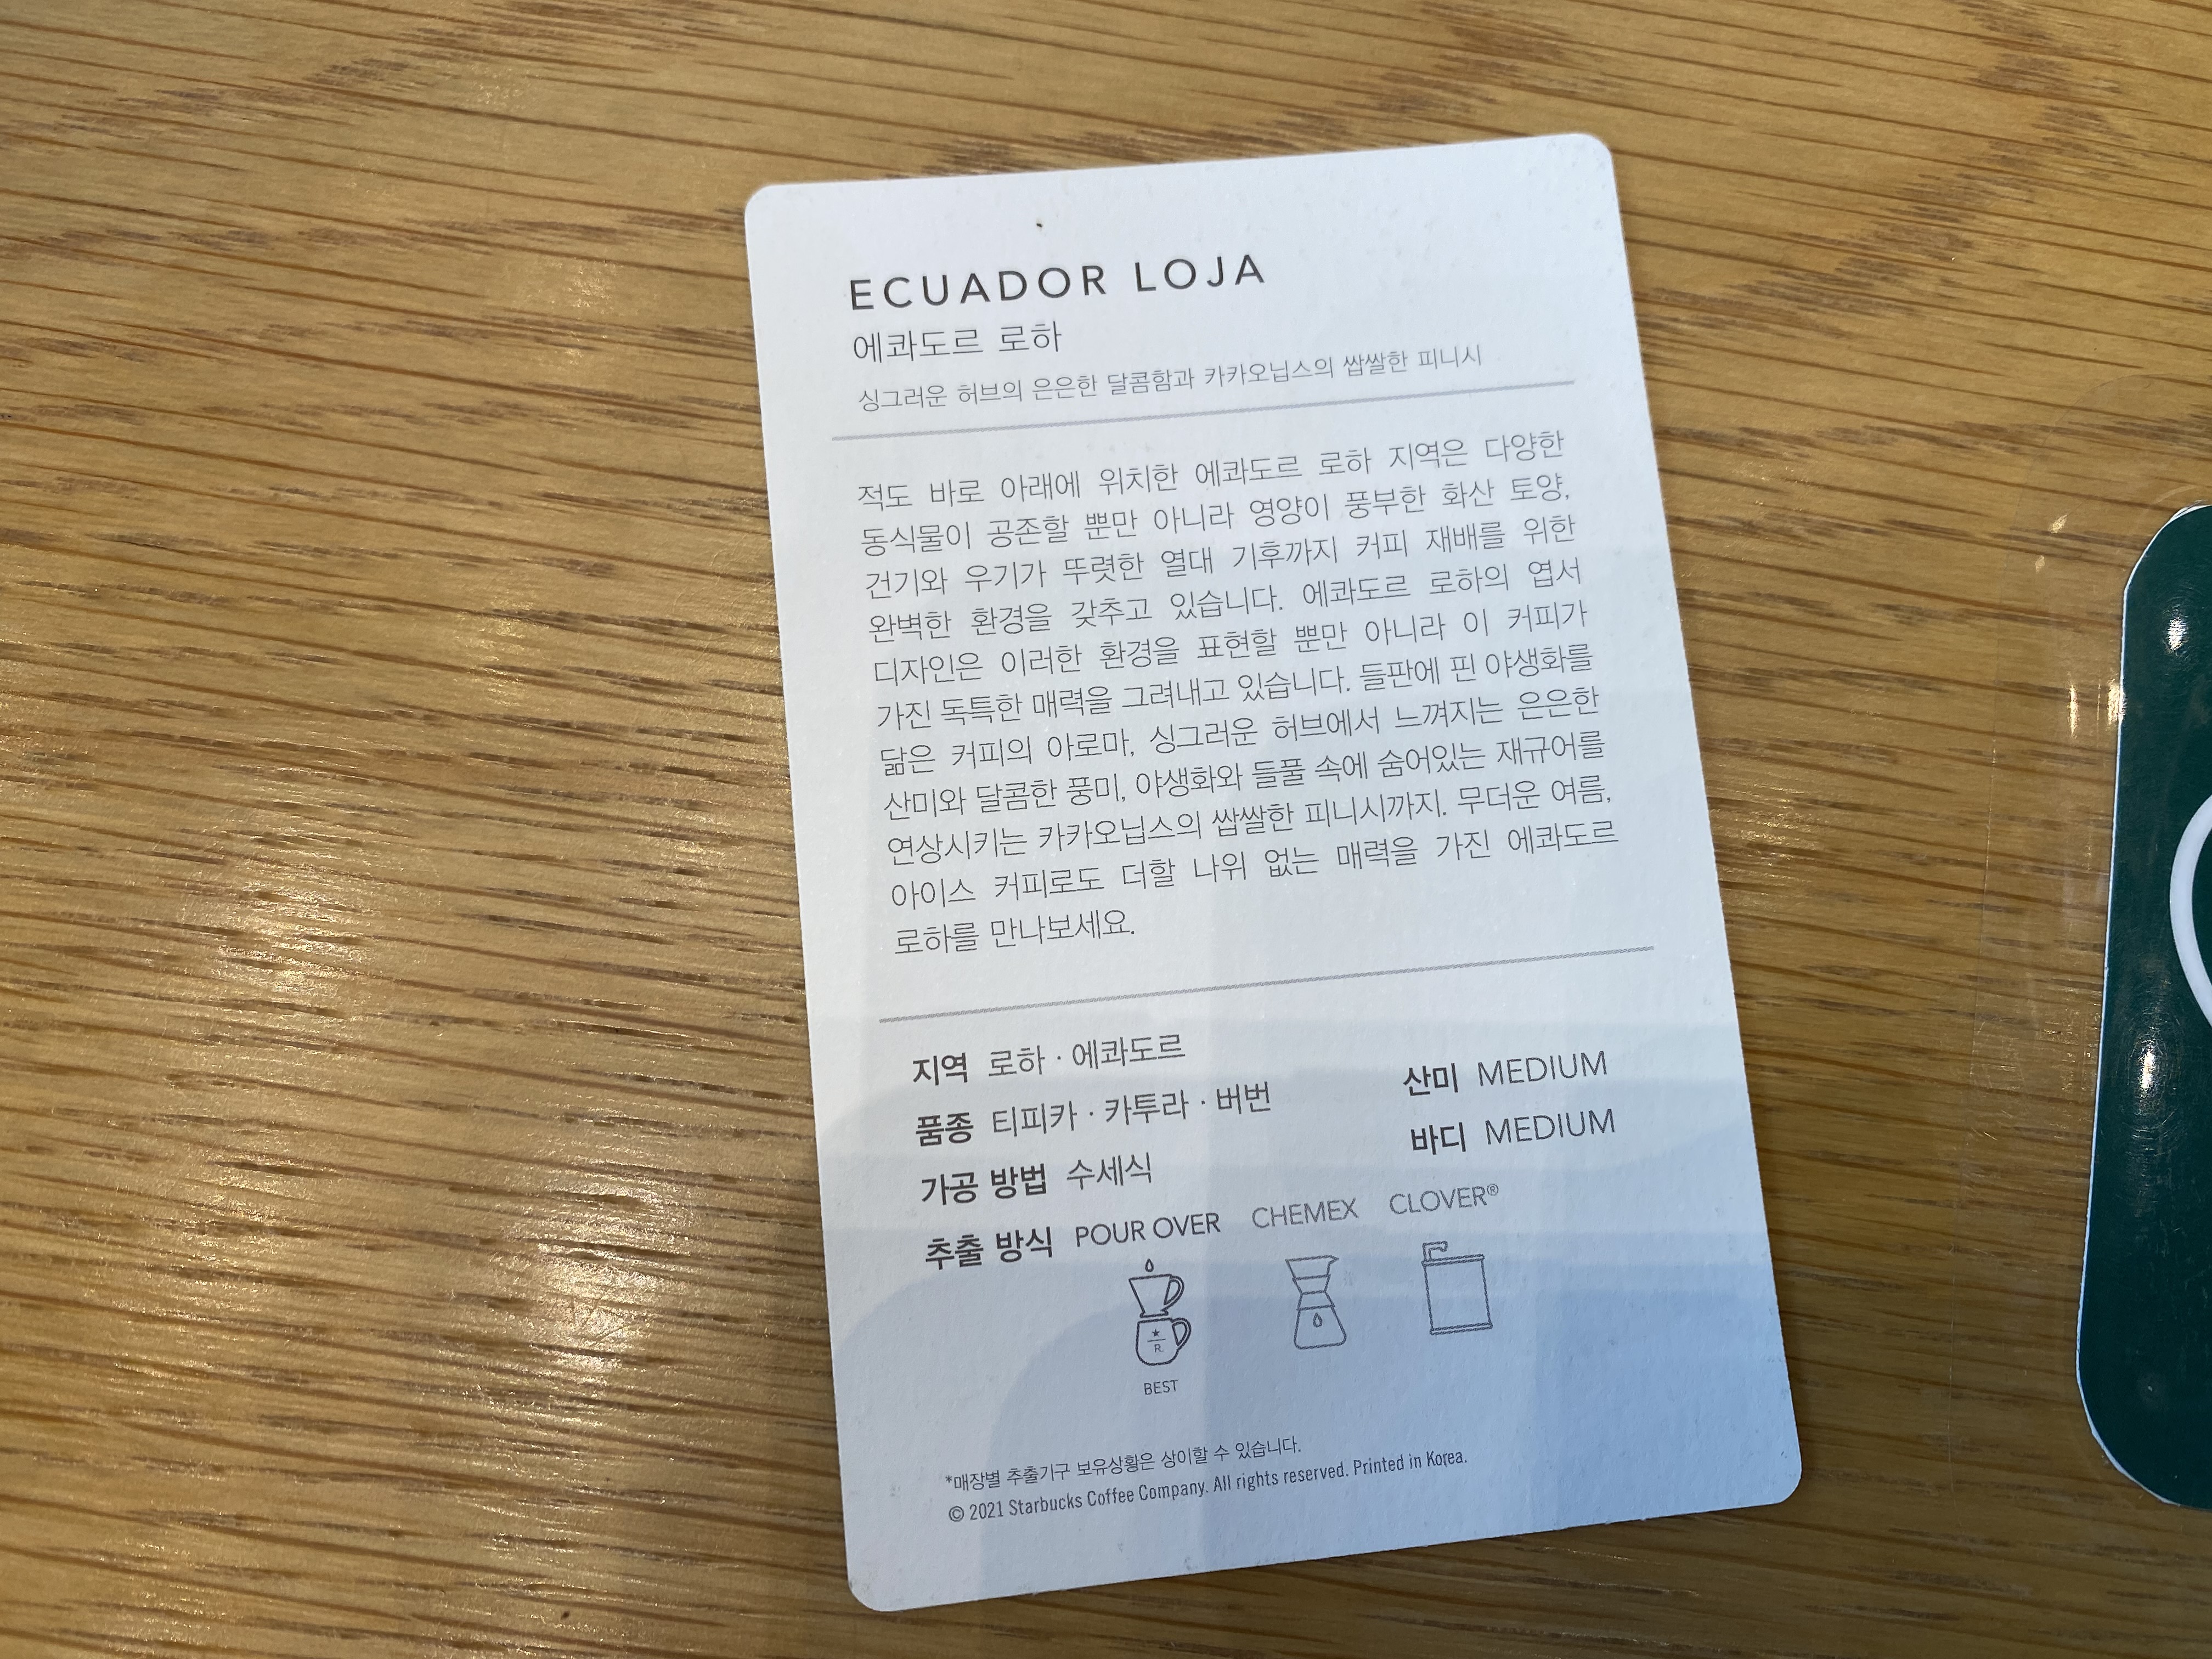 ECUADOR LOJA
에콰도르 로하
싱그러운 허브의 은은한 달콤함과 카카오닙스의 쌉쌀한 피니시
적도 바로 아래에 위치한 에콰도르 로하 지역은 다양한
동식물이 공존할 뿐만 아니라 영양이 풍부한 화산 토양,
건기와 우기가 뚜렷한 열대 기후까지 커피 재배를 위한
완벽한 환경을 갖추고 있습니다. 에콰도르 로하의 엽서
디자인은 이러한 환경을 표현할 뿐만 아니라 이 커피가
가진 독특한 매력을 그려내고 있습니다. 들판에 핀 야생화를
닮은 커피의 아로마, 싱그러운 허브에서 느껴지는 은은한
산미와 달콤한 풍미, 야생화와 들풀 속에 숨어있는 재규어를
연상시키는 카카오닙스의 쌉쌀한 피니시까지. 무더운 여름,
아이스 커피로도 더할 나위 없는 매력을 가진 에콰도르
로하를 만나보세요.
지역 로하 · 에콰도르
품종 티피카 · 카투라 · 버번
가공 방법 수세식
산미 MEDIUM
바디 MEDIUM
추출 방식 POUR OVER CHEMEX CLOVER®
★
R.
BEST
*매장별 추출기구 보유상황은 상이할 수 있습니다.
© 2021 Starbucks Coffee Company. All rights reserved. Printed in Korea.